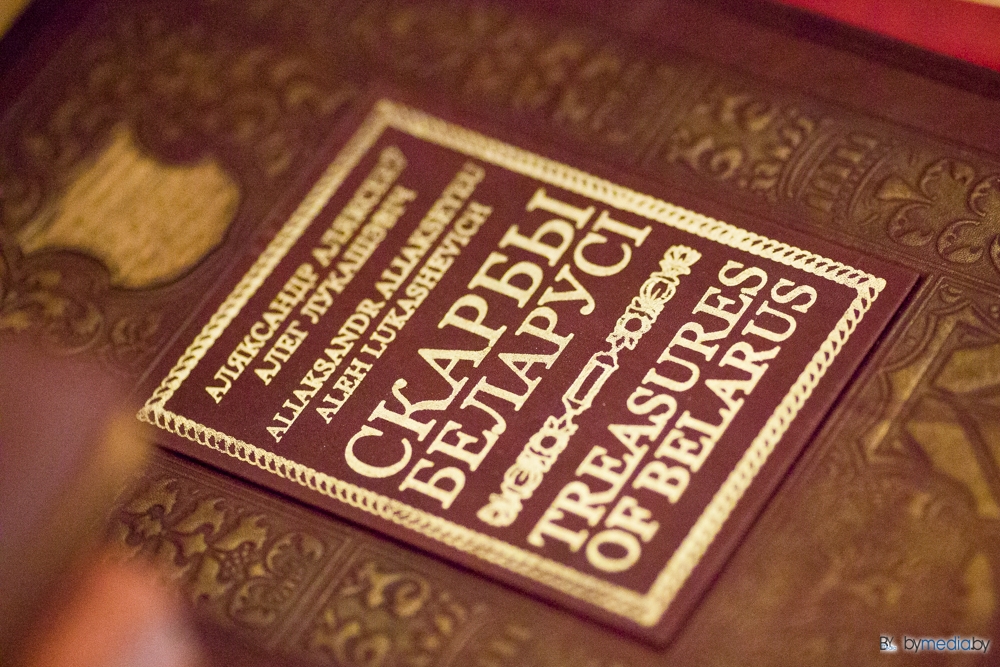 АЛЯКСАНДР АЛЯКСЕЕЎ
АЛЕГ ЛУКАШЭВІЧ
ALIAKSANDR ALIAKSEYEU
ALEH LUKASHEVICH
СКАРБЫ
БЕЛАРУСІ
TREASURES
OF BELARUS
bymedia.by